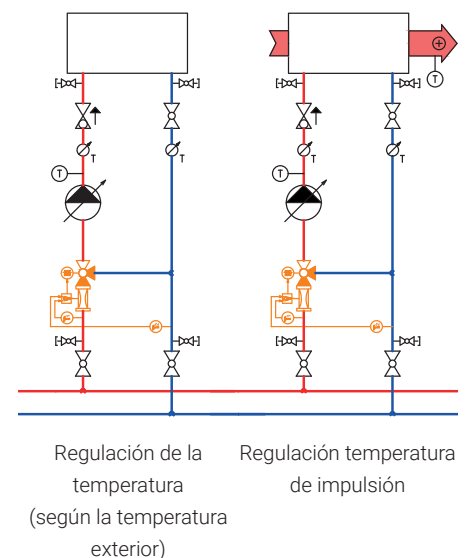 T
T
T
T
T
T
T
Regulación de la
temperatura
(según la temperatura
exterior)
Regulación temperatura
de impulsión